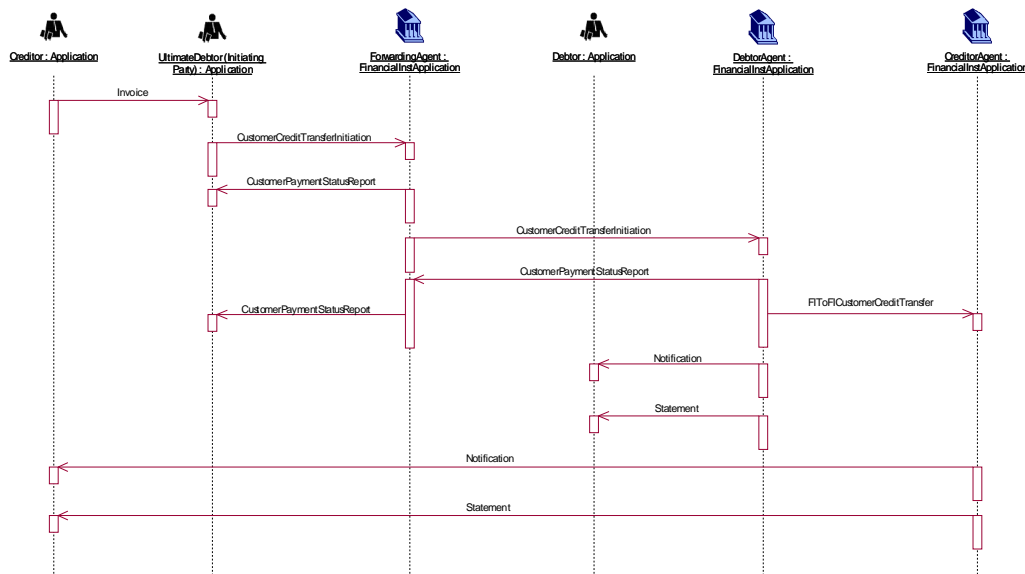 Creditor : Application
UltimateDebtor (Initiating
Party) : Application
ForwardingAgent :
FinancialInstApplication
Debtor : Application
DebtorAgent :
FinancialInstApplication
CreditorAgent :
FinancialInstApplication
Invoice
CustomerCreditTransferInitiation
CustomerPaymentStatusReport
CustomerCreditTransferInitiation
CustomerPaymentStatusReport
CustomerPaymentStatusReport
FIToFICustomerCreditTransfer
Notification
Statement
Notification
Statement